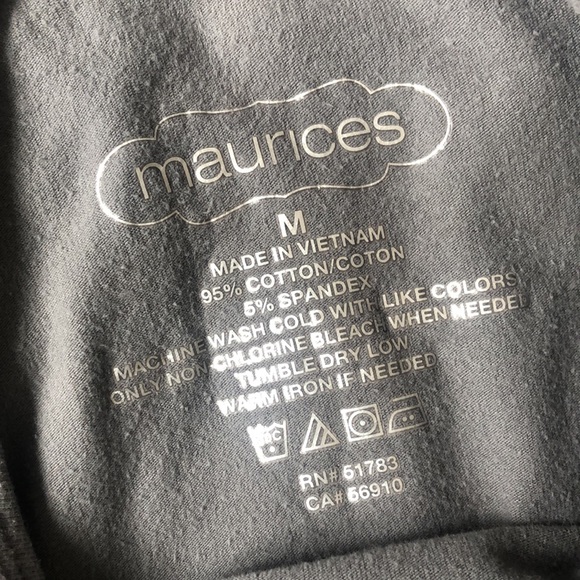 maurices
M
MADE IN VIETNAM
95% COTTON/COTON
5% SPANDEX
MACHINE WASH COLD WITH LIKE COLORS
ONLY NON-CHLORINE BLEACH WHEN NEEDED
TUMBLE DRY LOW
WARM IRON IF NEEDED
RN# 51783
CA# 56910